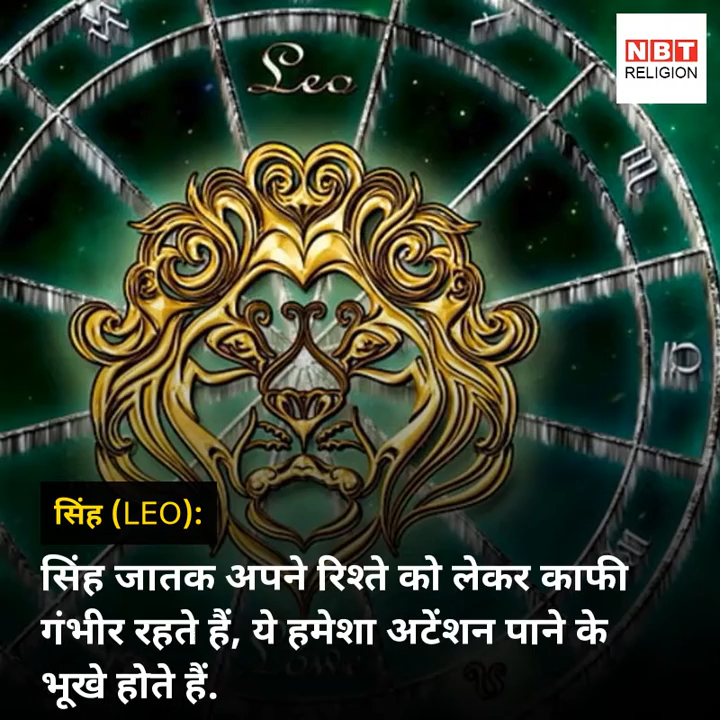 Leo
NBT
RELIGION
सिंह (LEO):
सिंह जातक अपने रिश्ते को लेकर काफी
गंभीर रहते हैं, ये हमेशा अटेंशन पाने के
भूखे होते हैं.